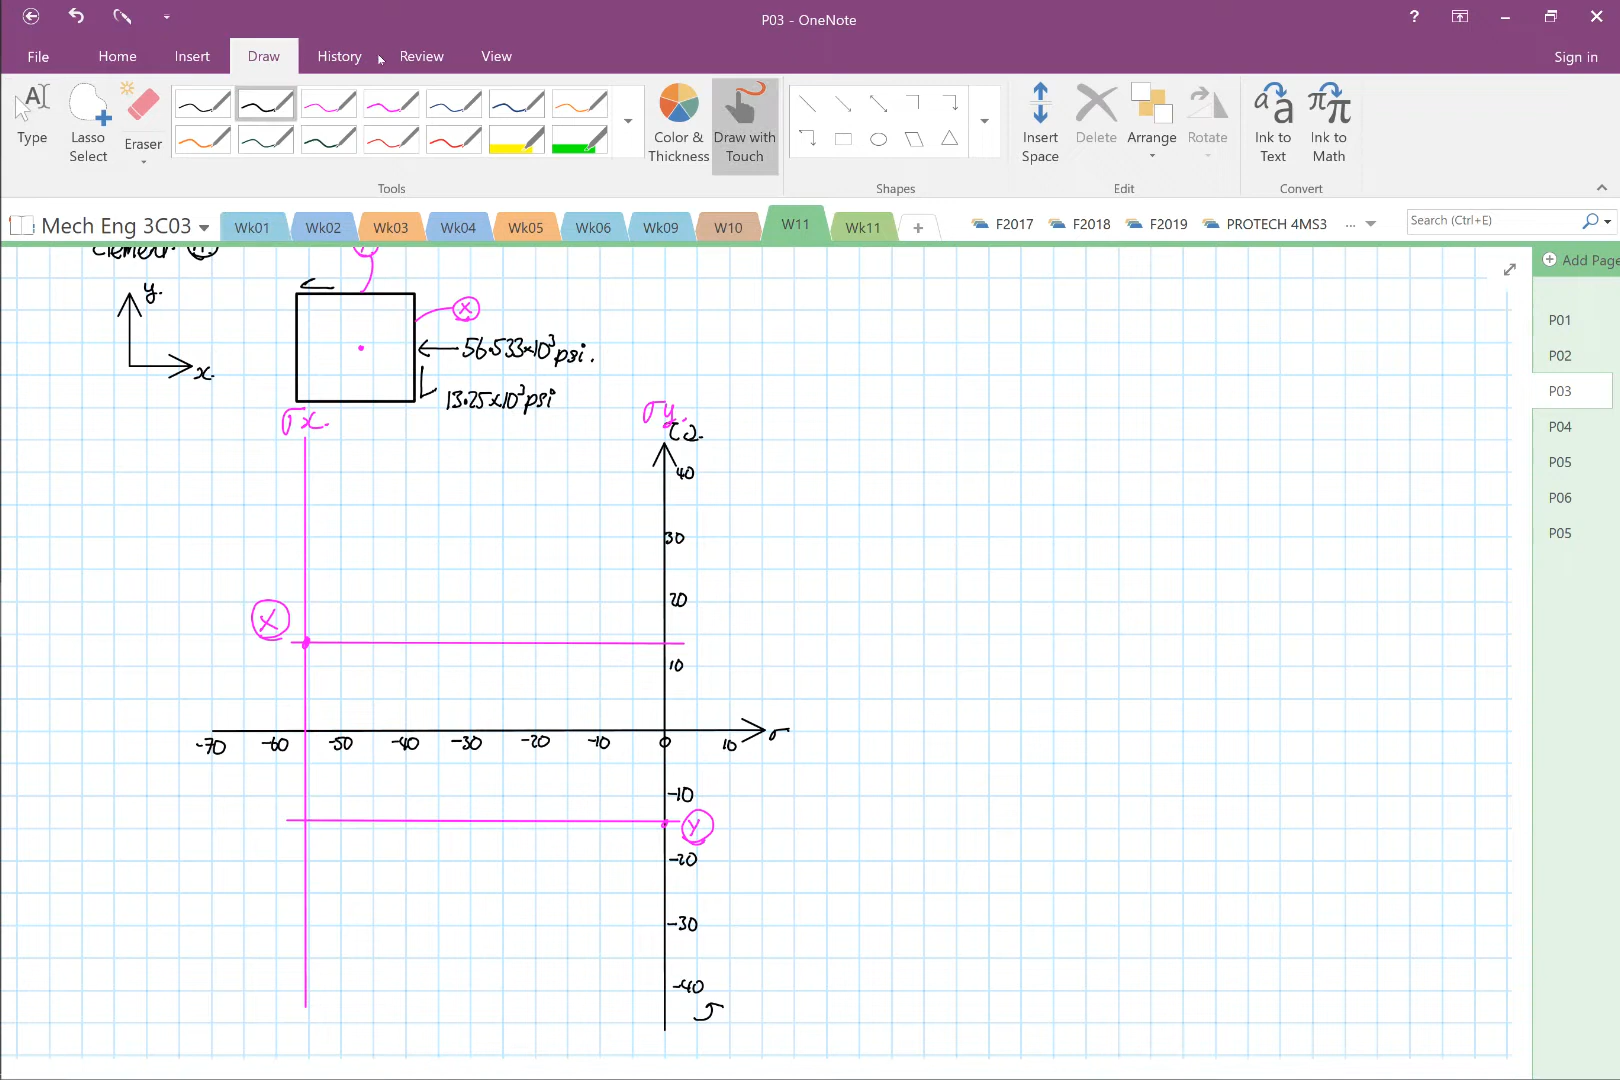 P03 - OneNote
?
File Home Insert Draw History Review View Sign in
Type
Lasso Select
Eraser
Color & Thickness
Draw with Touch
Insert Space
Delete
Arrange
Rotate
Ink to Text
Ink to Math
Tools Shapes Edit Convert
Mech Eng 3C03
Wk01 Wk02 Wk03 Wk04 Wk05 Wk06 Wk09 W10 W11 Wk11 +
F2017 F2018 F2019 PROTECH 4MS3 ...
Search (Ctrl+E)
Add Page
P01
P02
P03
P04
P05
P06
P05
Element
y.
x.
X
56.533×10³ psi.
13.25×10³ psi
σx.
σy.
40
30
20
X
10
-70 -60 -50 -40 -30 -20 -10 0 10 σ
-10
Y
-20
-30
-40